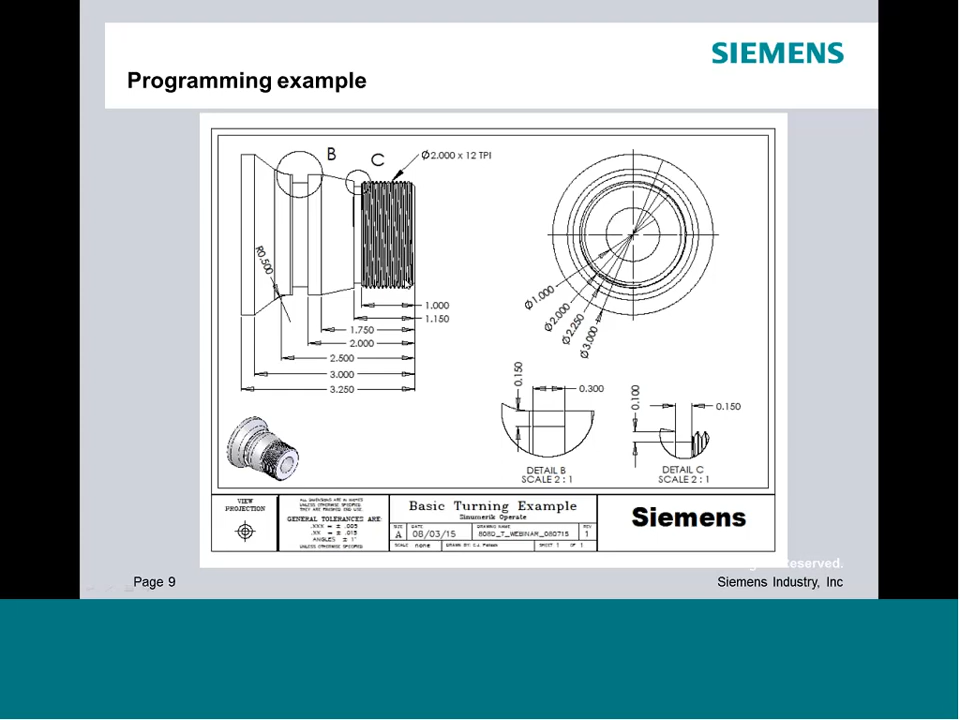 SIEMENS
Programming example
B
C
Ø2.000 x 12 TPI
R0.500
1.000
1.150
1.750
2.000
2.500
3.000
3.250
Ø1.000
Ø2.000
Ø2.250
Ø3.000
0.150
0.300
DETAIL B
SCALE 2 : 1
0.100
0.150
DETAIL C
SCALE 2 : 1
VIEW
PROJECTION
ALL DIMENSIONS ARE IN INCHES
UNLESS OTHERWISE SPECIFIED
THEY ARE FINISHED END USE.
GENERAL TOLERANCES ARE:
.XXX = ± .005
.XX = ± .015
ANGLES ± 1°
UNLESS OTHERWISE SPECIFIED
Basic Turning Example
Sinumerik Operate
SIZE
A
DATE
08/03/15
DRAWING NAME
808D_T_WEBINAR_080715
REV
1
SCALE none
DRAWN BY: C.J.
SHEET 1 OF 1
Siemens
Reserved.
Page 9
Siemens Industry, Inc